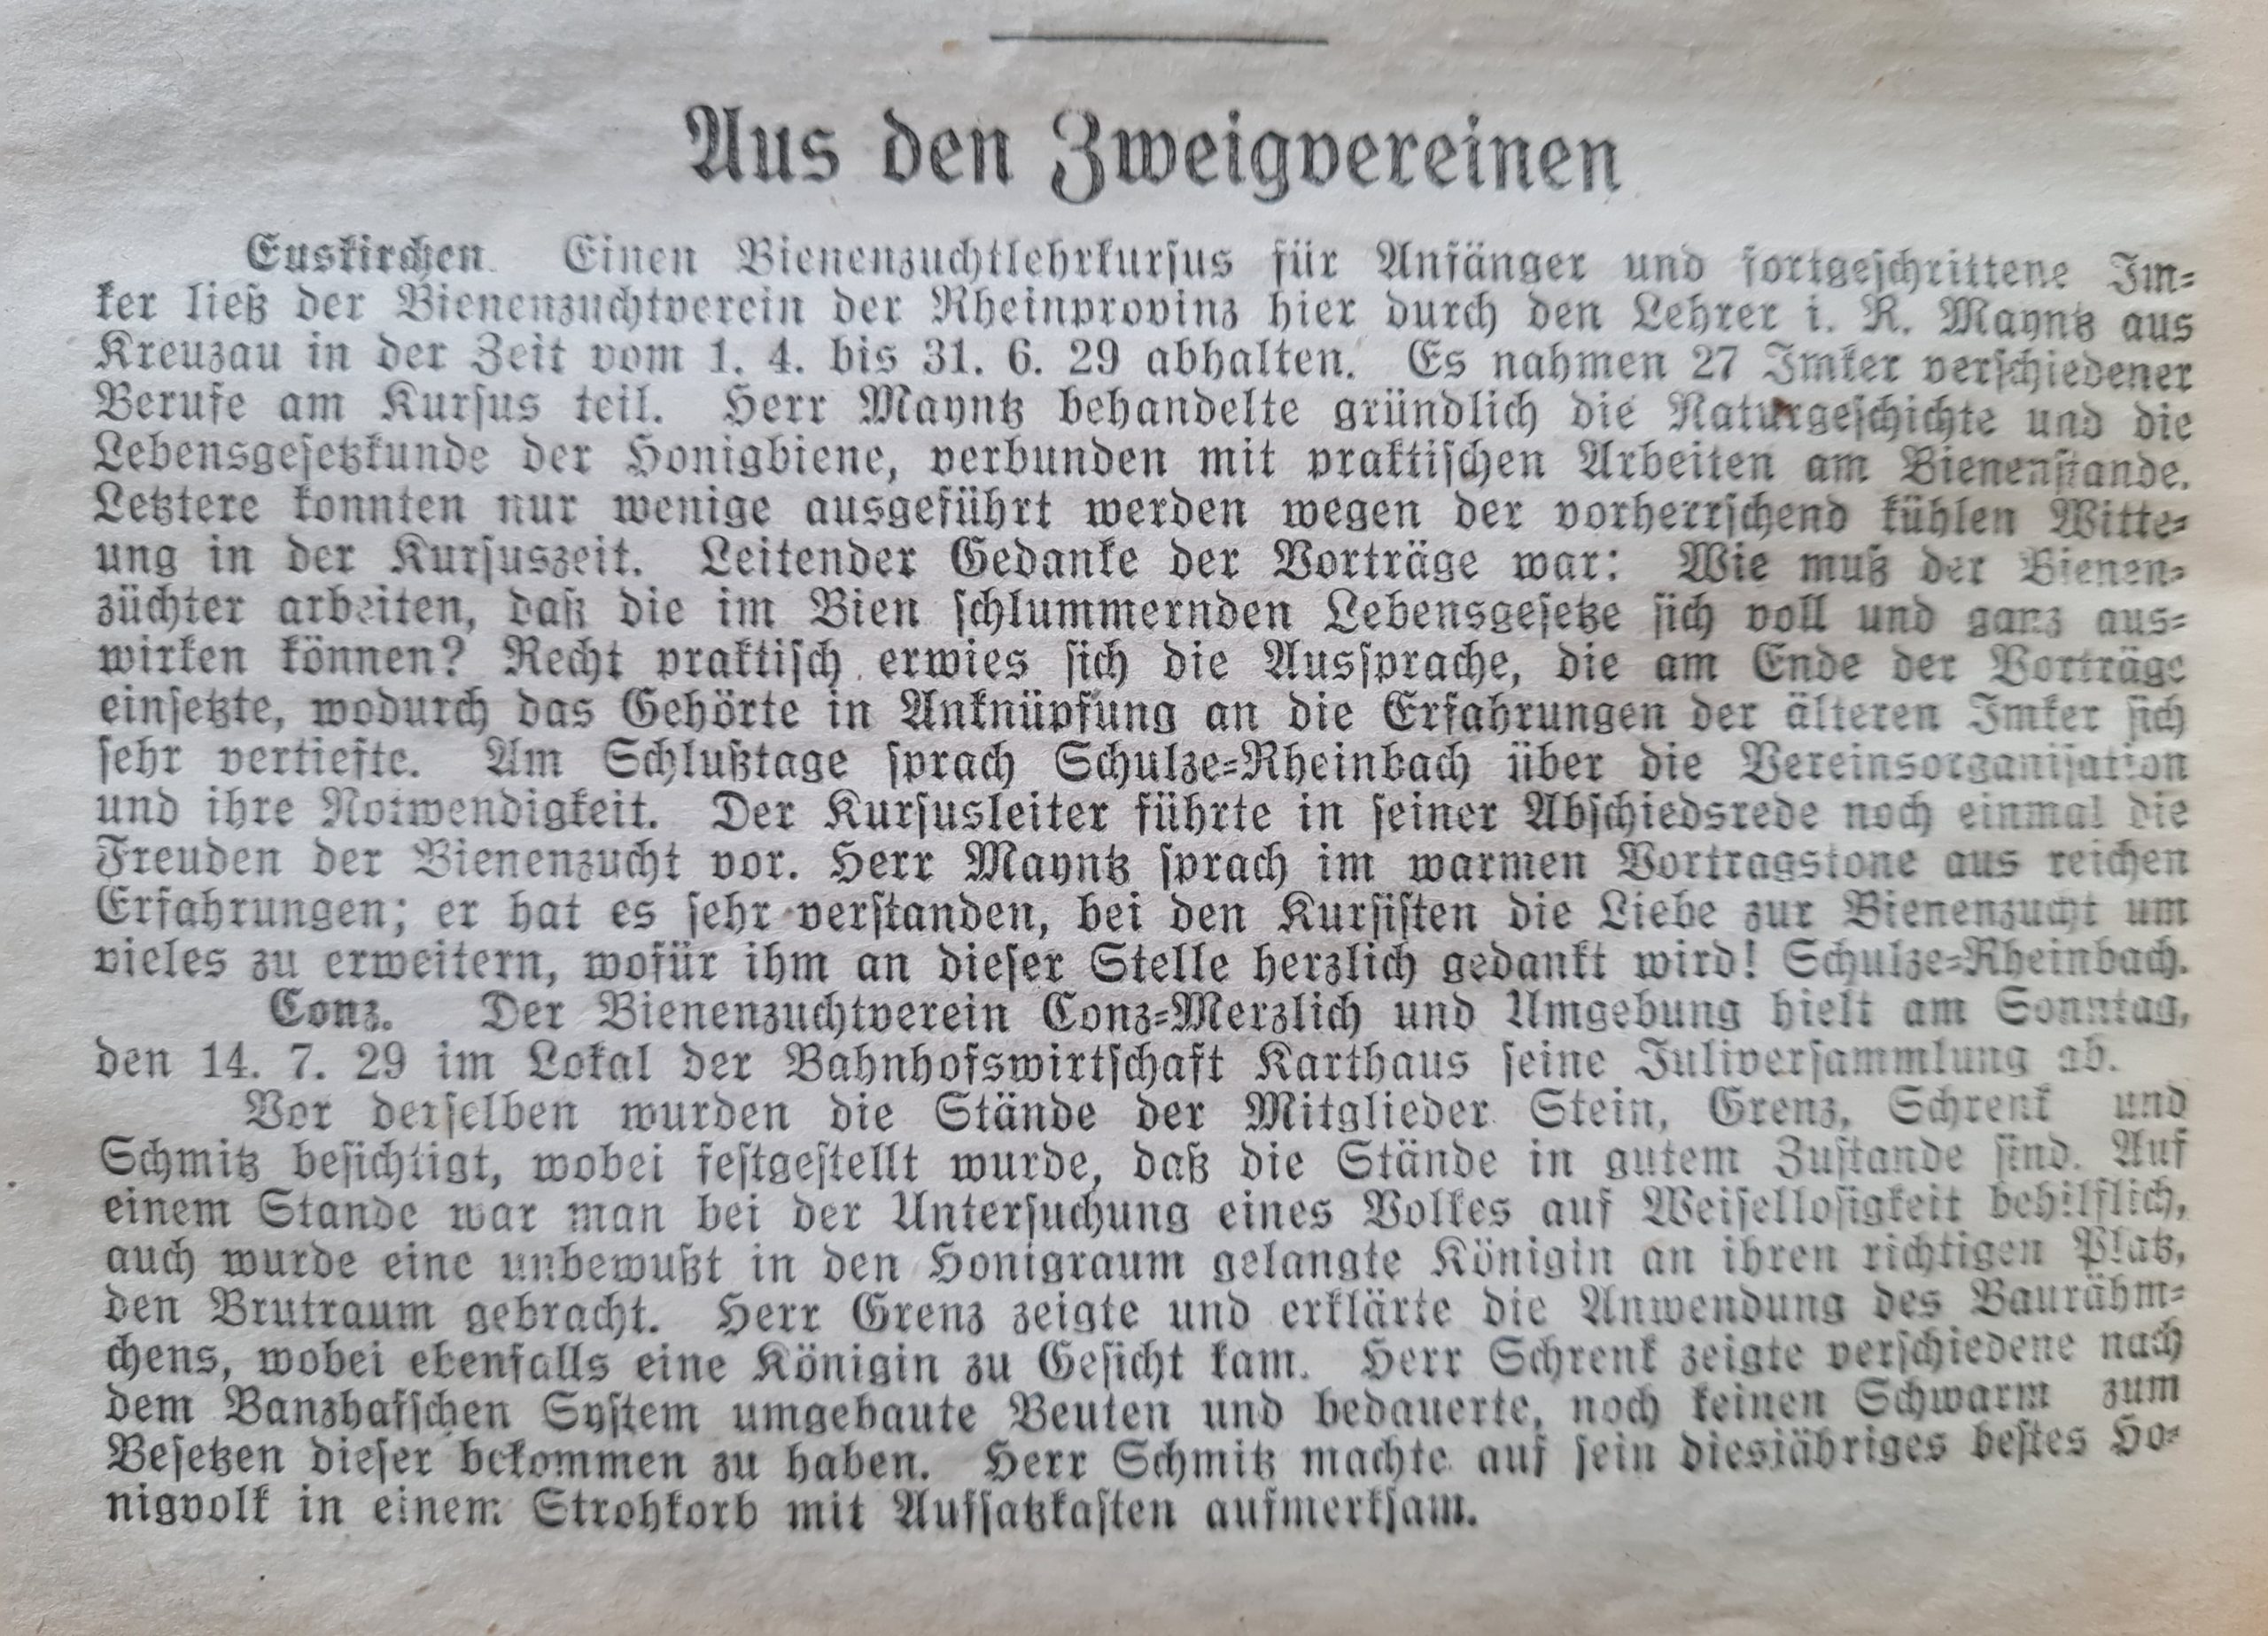 Aus den Zweigvereinen
Euskirchen. Einen Bienenzuchtlehrkursus für Anfänger und fortgeschrittene Im-
ker ließ der Bienenzuchtverein der Rheinprovinz hier durch den Lehrer i. R. Mayntz aus
Kreuzau in der Zeit vom 1. 4. bis 31. 6. 29 abhalten. Es nahmen 27 Imker verschiedener
Berufe am Kursus teil. Herr Mayntz behandelte gründlich die Naturgeschichte und die
Lebensgesetzkunde der Honigbiene, verbunden mit praktischen Arbeiten am Bienenstande.
Letztere konnten nur wenige ausgeführt werden wegen der vorherrschend kühlen Witte-
ung in der Kursuszeit. Leitender Gedanke der Vorträge war: Wie muß der Bienen-
züchter arbeiten, daß die im Bien schlummernden Lebensgesetze sich voll und ganz aus-
wirken können? Recht praktisch erwies sich die Aussprache, die am Ende der Vorträge
einsetzte, wodurch das Gehörte in Anknüpfung an die Erfahrungen der älteren Imker sich
sehr vertiefte. Am Schlußtage sprach Schulze-Rheinbach über die Vereinsorganisation
und ihre Notwendigkeit. Der Kursusleiter führte in seiner Abschiedsrede noch einmal die
Freuden der Bienenzucht vor. Herr Mayntz sprach im warmen Vortragstone aus reichen
Erfahrungen; er hat es sehr verstanden, bei den Kursisten die Liebe zur Bienenzucht um
vieles zu erweitern, wofür ihm an dieser Stelle herzlich gedankt wird! Schulze-Rheinbach.
Conz. Der Bienenzuchtverein Conz-Merzlich und Umgebung hielt am Sonntag,
den 14. 7. 29 im Lokal der Bahnhofswirtschaft Karthaus seine Juliversammlung ab.
Vor derselben wurden die Stände der Mitglieder Stein, Grenz, Schrenk und
Schmitz besichtigt, wobei festgestellt wurde, daß die Stände in gutem Zustande sind. Auf
einem Stande war man bei der Untersuchung eines Volkes auf Weisellosigkeit behilflich,
auch wurde eine unbewußt in den Honigraum gelangte Königin an ihren richtigen Platz,
den Brutraum gebracht. Herr Grenz zeigte und erklärte die Anwendung des Baurähm-
chens, wobei ebenfalls eine Königin zu Gesicht kam. Herr Schrenk zeigte verschiedene nach
dem Banzhafschen System umgebaute Beuten und bedauerte, noch keinen Schwarm zum
Besetzen dieser bekommen zu haben. Herr Schmitz machte auf sein diesjähriges bestes Ho-
nigvolk in einem Strohkorb mit Aufsatzkasten aufmerksam.